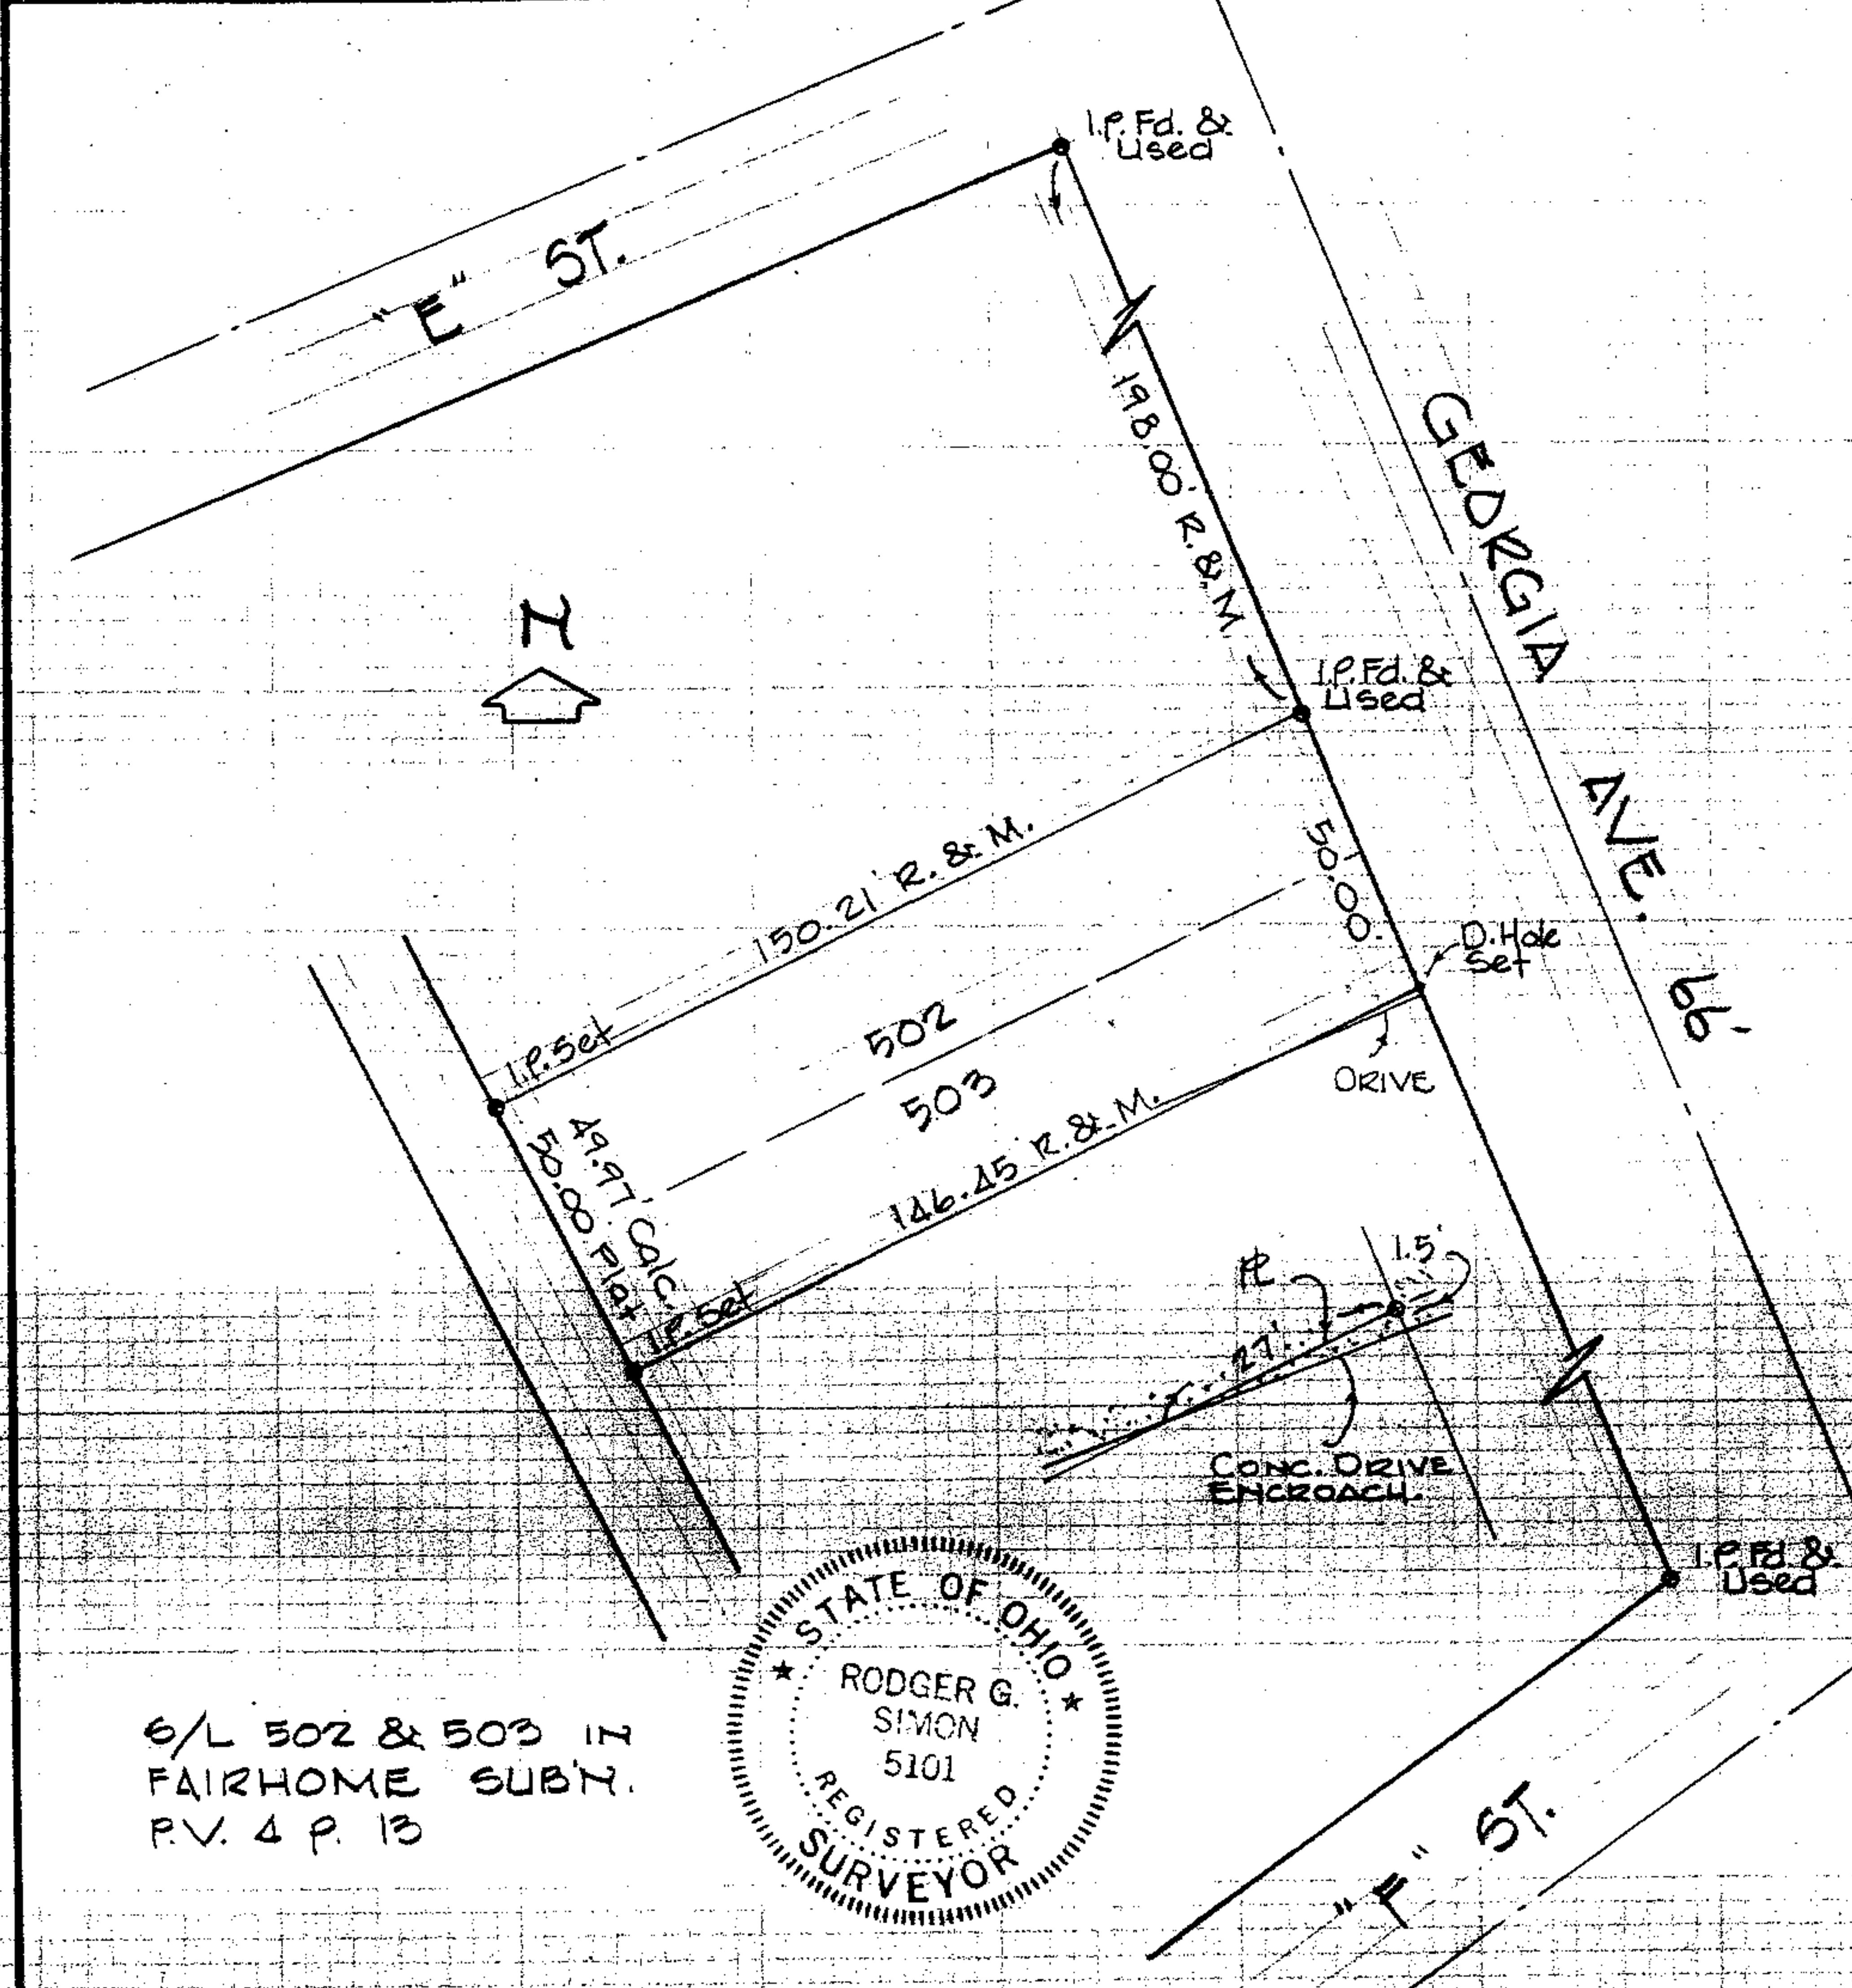 I.P. Fd. &
Used
"E" ST.
198.00' R. & M.
GEORGIA AVE. 66'
N
I.P. Fd. &
Used
150.21' R. & M.
50.00'
D.Hole
Set
I.P. Set
502
503
DRIVE
49.97' Calc.
50.00 Plat
146.45' R. & M.
I.P. Set
1.5'
PL
27'
CONC. DRIVE
ENCROACH.
I.P. Fd. &
Used
STATE OF OHIO
RODGER G.
SIMON
5101
REGISTERED
SURVEYOR
S/L 502 & 503 IN
FAIRHOME SUB'N.
P.V. 4 P. 13
"F" ST.